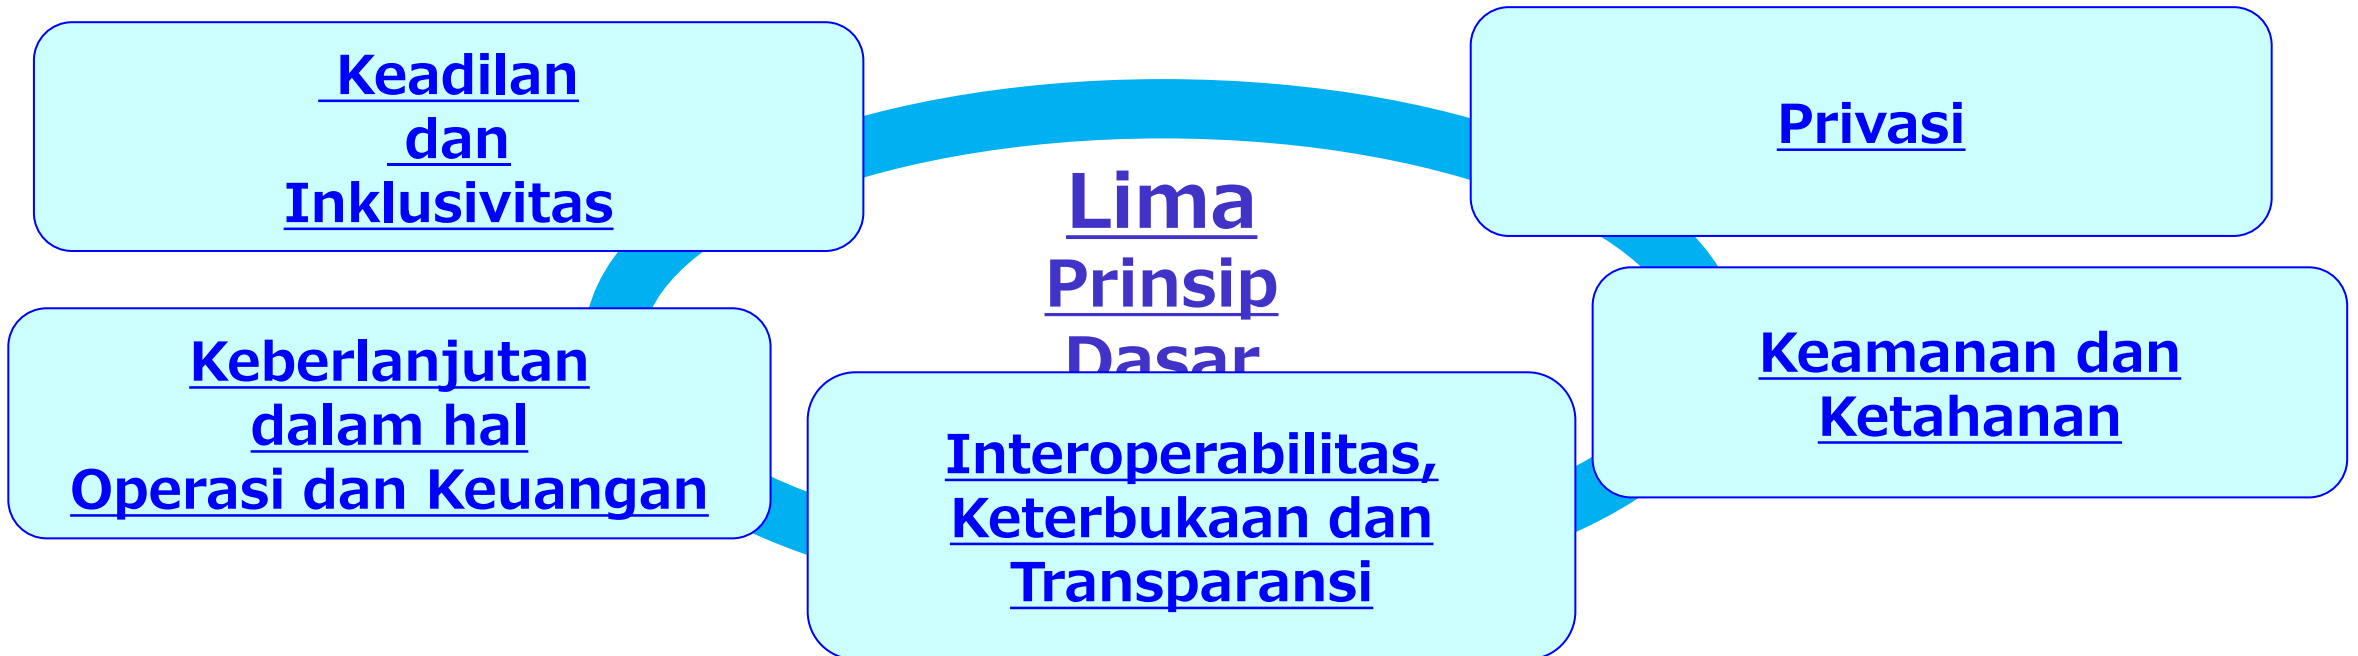 Keadilan
dan
Inklusivitas
Privasi
Lima
Prinsip
Dasar
Keberlanjutan
dalam hal
Operasi dan Keuangan
Keamanan dan
Ketahanan
Interoperabilitas,
Keterbukaan dan
Transparansi